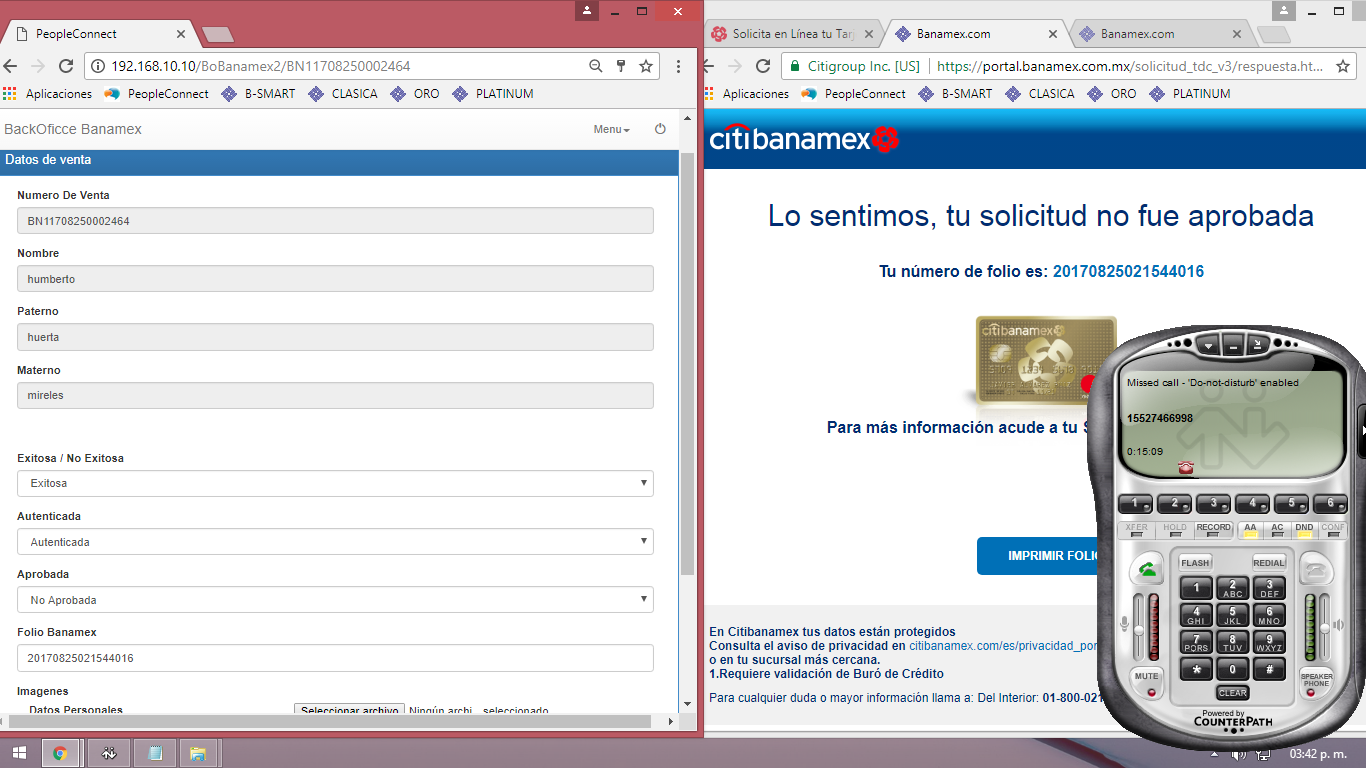 PeopleConnect
192.168.10.10/BoBanamex2/BN11708250002464
Aplicaciones PeopleConnect B-SMART CLASICA ORO PLATINUM
BackOficce Banamex Menu
Datos de venta
Numero De Venta
BN11708250002464
Nombre
humberto
Paterno
huerta
Materno
mireles
Exitosa / No Exitosa
Exitosa
Autenticada
Autenticada
Aprobada
No Aprobada
Folio Banamex
20170825021544016
Imagenes
Datos Personales Seleccionar archivo Ningún archi...seleccionado
Solicita en Línea tu Tar Banamex.com Banamex.com
Citigroup Inc. [US] https://portal.banamex.com.mx/solicitud_tdc_v3/respuesta.ht...
Aplicaciones PeopleConnect B-SMART CLASICA ORO PLATINUM
citibanamex
Lo sentimos, tu solicitud no fue aprobada
Tu número de folio es: 20170825021544016
citibanamex
Para más información acude a tu S
IMPRIMIR FOLIO
En Citibanamex tus datos están protegidos
Consulta el aviso de privacidad en citibanamex.com/es/privacidad_por
o en tu sucursal más cercana.
1.Requiere validación de Buró de Crédito
Para cualquier duda o mayor información llama a: Del Interior: 01-800-021
Missed call - 'Do-not-disturb' enabled
15527466998
0:15:09
1 2 3 4 5 6
XFER HOLD RECORD AA AC DND CONF
FLASH REDIAL
1 2 ABC 3 DEF
4 GHI 5 JKL 6 MNO
7 PQRS 8 TUV 9 WXYZ
* 0 #
MUTE CLEAR SPEAKER PHONE
Powered by
COUNTERPATH
03:42 p. m.